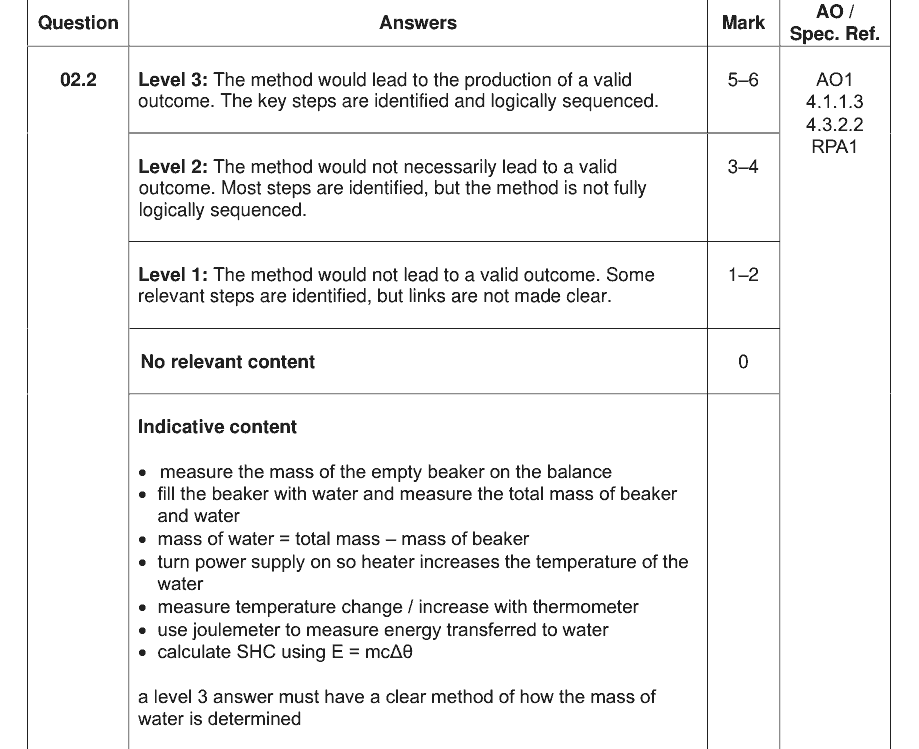 Question Answers Mark AO /
Spec. Ref.
02.2 Level 3: The method would lead to the production of a valid 5–6 AO1
outcome. The key steps are identified and logically sequenced. 4.1.1.3
4.3.2.2
RPA1
Level 2: The method would not necessarily lead to a valid 3–4
outcome. Most steps are identified, but the method is not fully
logically sequenced.
Level 1: The method would not lead to a valid outcome. Some 1–2
relevant steps are identified, but links are not made clear.
No relevant content 0
Indicative content
• measure the mass of the empty beaker on the balance
• fill the beaker with water and measure the total mass of beaker
and water
• mass of water = total mass – mass of beaker
• turn power supply on so heater increases the temperature of the
water
• measure temperature change / increase with thermometer
• use joulemeter to measure energy transferred to water
• calculate SHC using E = mcΔθ
a level 3 answer must have a clear method of how the mass of
water is determined